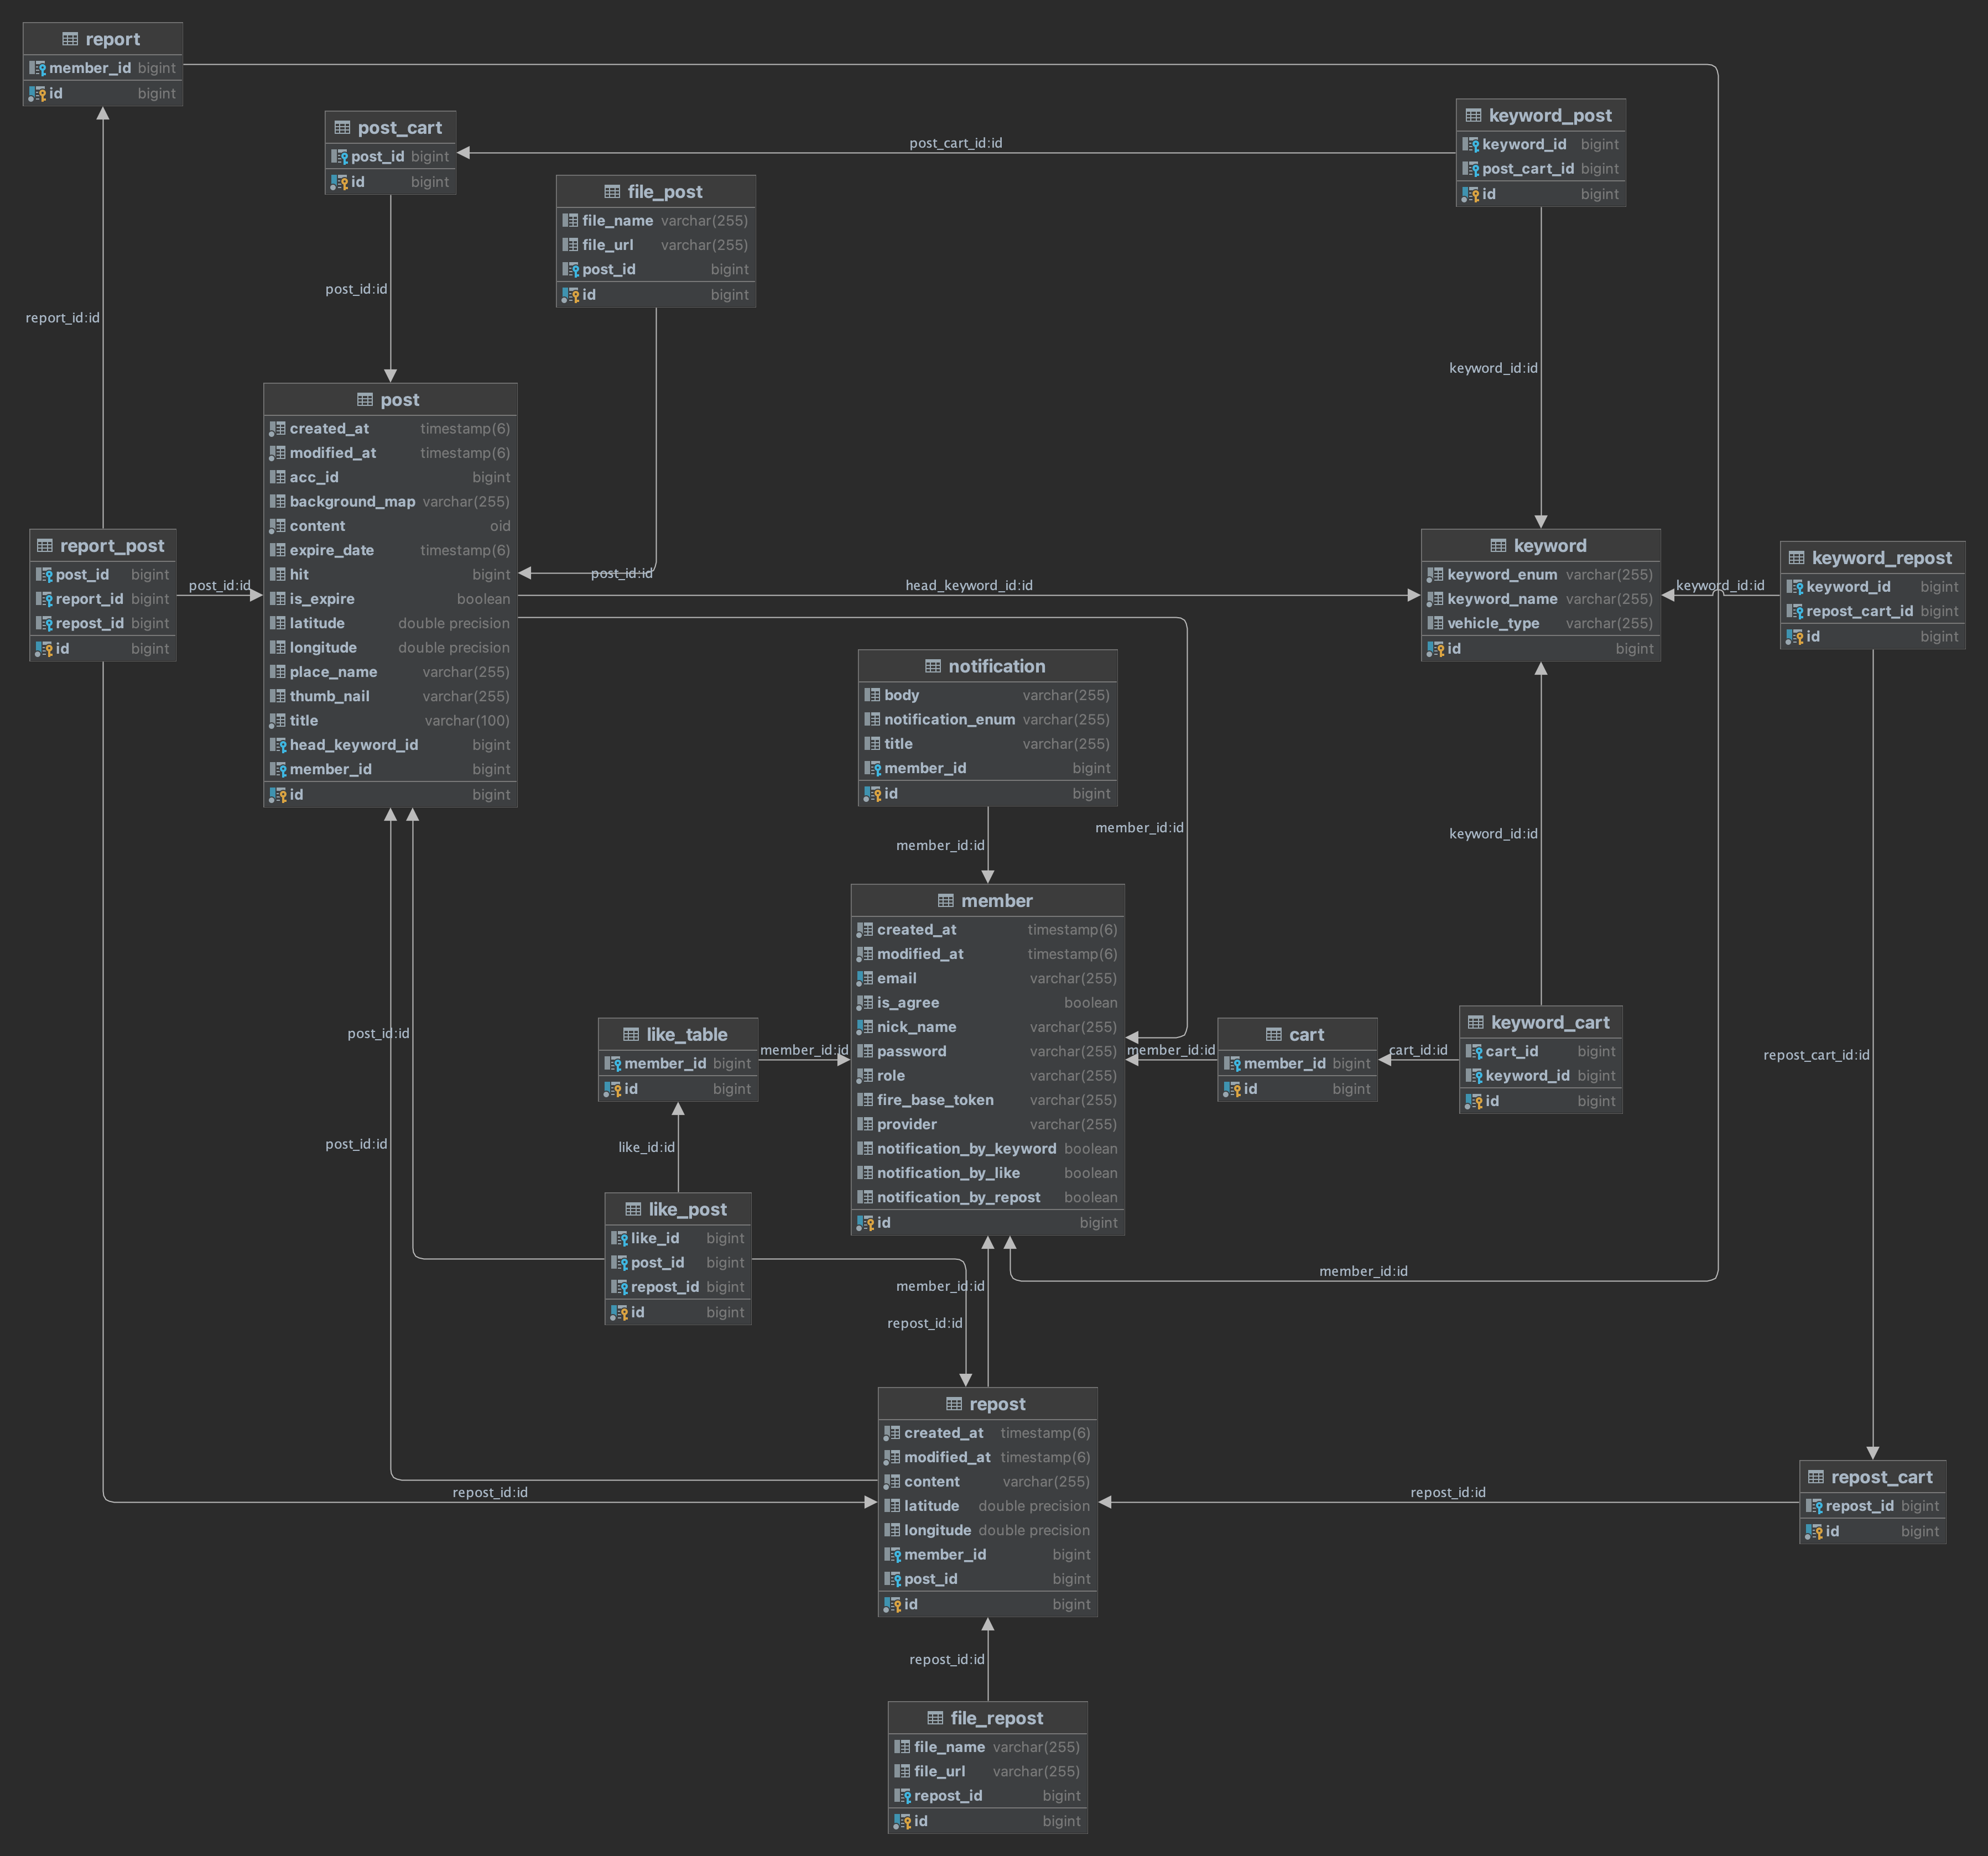 report
member_id bigint
id bigint
post_cart
post_id bigint
id bigint
keyword_post
keyword_id bigint
post_cart_id bigint
id bigint
post_cart_id:id
file_post
file_name varchar(255)
file_url varchar(255)
post_id bigint
id bigint
post_id:id
report_id:id
keyword_id:id
post
created_at timestamp(6)
modified_at timestamp(6)
acc_id bigint
background_map varchar(255)
content oid
expire_date timestamp(6)
hit bigint
is_expire boolean
latitude double precision
longitude double precision
place_name varchar(255)
thumb_nail varchar(255)
title varchar(100)
head_keyword_id bigint
member_id bigint
id bigint
report_post
post_id bigint
report_id bigint
repost_id bigint
id bigint
post_id:id
post_id:id
head_keyword_id:id
keyword
keyword_enum varchar(255)
keyword_name varchar(255)
vehicle_type varchar(255)
id bigint
keyword_id:id
keyword_repost
keyword_id bigint
repost_cart_id bigint
id bigint
notification
body varchar(255)
notification_enum varchar(255)
title varchar(255)
member_id bigint
id bigint
member_id:id
member_id:id
keyword_id:id
member
created_at timestamp(6)
modified_at timestamp(6)
email varchar(255)
is_agree boolean
nick_name varchar(255)
password varchar(255)
role varchar(255)
fire_base_token varchar(255)
provider varchar(255)
notification_by_keyword boolean
notification_by_like boolean
notification_by_repost boolean
id bigint
post_id:id
like_table
member_id bigint
id bigint
member_id:id
member_id:id
cart
member_id bigint
id bigint
cart_id:id
keyword_cart
cart_id bigint
keyword_id bigint
id bigint
repost_cart_id:id
post_id:id
like_id:id
like_post
like_id bigint
post_id bigint
repost_id bigint
id bigint
member_id:id
member_id:id
repost_id:id
repost
created_at timestamp(6)
modified_at timestamp(6)
content varchar(255)
latitude double precision
longitude double precision
member_id bigint
post_id bigint
id bigint
repost_id:id
repost_id:id
repost_cart
repost_id bigint
id bigint
repost_id:id
file_repost
file_name varchar(255)
file_url varchar(255)
repost_id bigint
id bigint